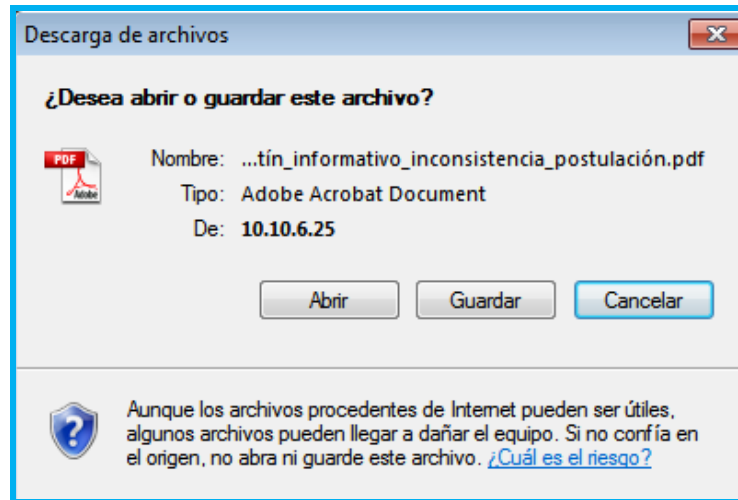 Descarga de archivos
¿Desea abrir o guardar este archivo?
PDF
Adobe
Nombre: ...tín_informativo_inconsistencia_postulación.pdf
Tipo: Adobe Acrobat Document
De: 10.10.6.25
Abrir Guardar Cancelar
Aunque los archivos procedentes de Internet pueden ser útiles,
algunos archivos pueden llegar a dañar el equipo. Si no confía en
el origen, no abra ni guarde este archivo. ¿Cuál es el riesgo?